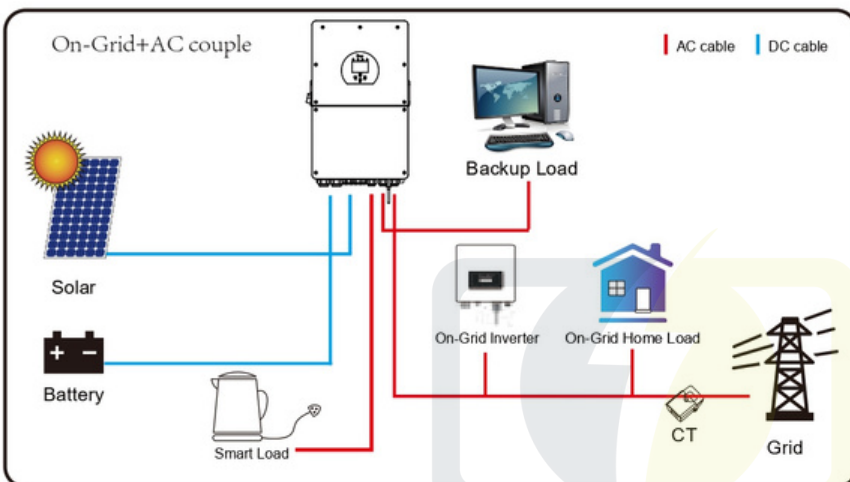 On-Grid+AC couple
AC cable
DC cable
Backup Load
Solar
On-Grid Inverter
On-Grid Home Load
Battery
Smart Load
CT
Grid